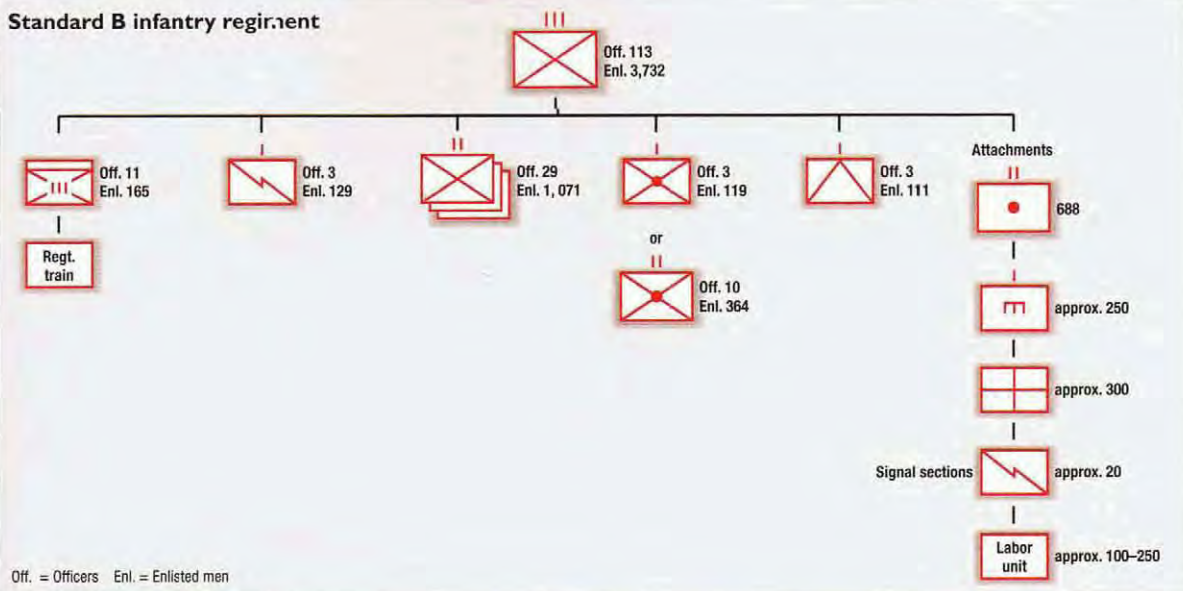 Standard B infantry regiment
III
Off. 113
Enl. 3,732
III
Off. 11
Enl. 165
Regt.
train
I
Off. 3
Enl. 129
II
Off. 29
Enl. 1, 071
I
Off. 3
Enl. 119
or
II
Off. 10
Enl. 364
I
Off. 3
Enl. 111
Attachments
II
688
I
approx. 250
approx. 300
Signal sections
approx. 20
Labor
unit
approx. 100–250
Off. = Officers Enl. = Enlisted men